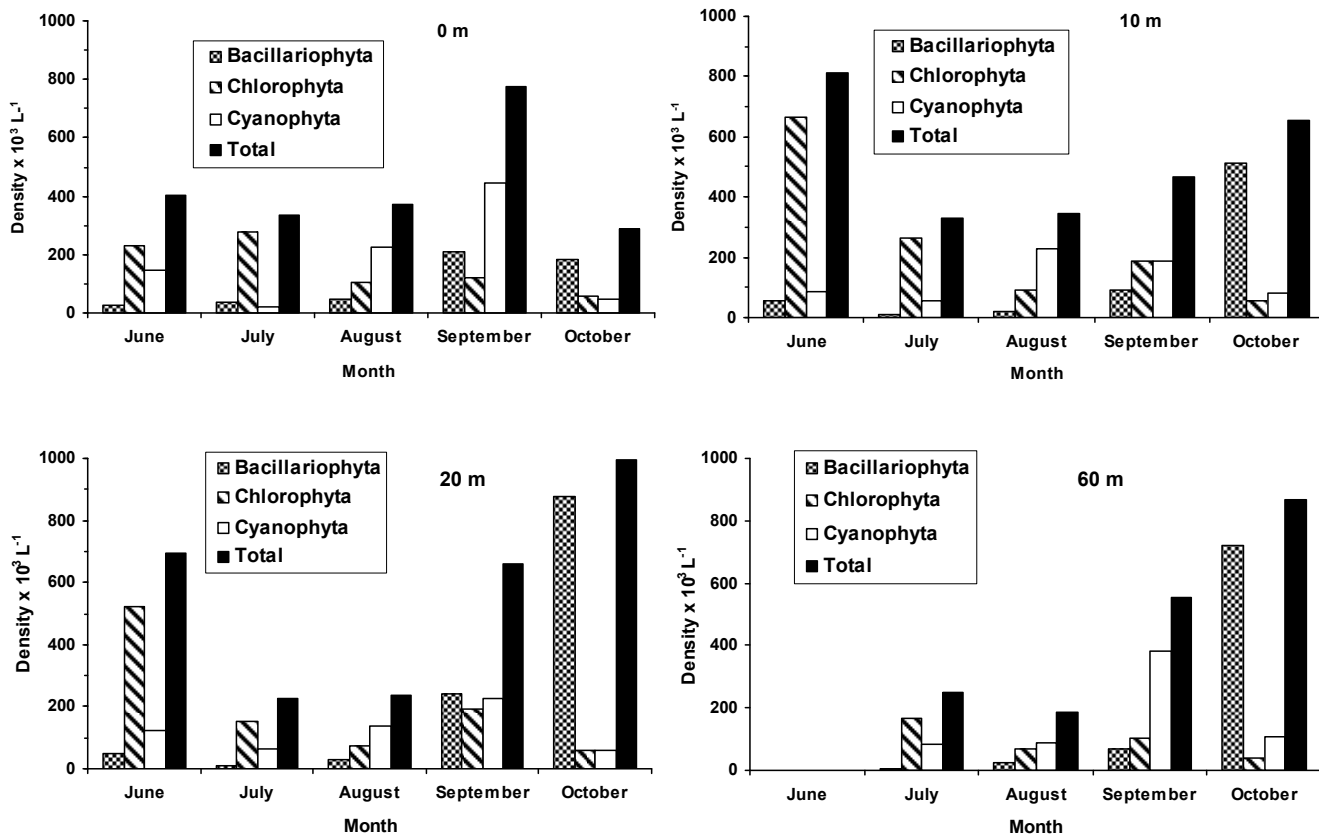 0 m
Bacillariophyta
Chlorophyta
Cyanophyta
Total
Density x 10³ L-¹
1000
800
600
400
200
0
June July August September October
Month
10 m
Bacillariophyta
Chlorophyta
Cyanophyta
Total
Density x 10³ L⁻¹
1000
800
600
400
200
0
June July August September October
Month
20 m
Bacillariophyta
Chlorophyta
Cyanophyta
Total
Density x 10³ L⁻¹
1000
800
600
400
200
0
June July August September October
Month
60 m
Bacillariophyta
Chlorophyta
Cyanophyta
Total
Density x 10³ L⁻¹
1000
800
600
400
200
0
June July August September October
Month